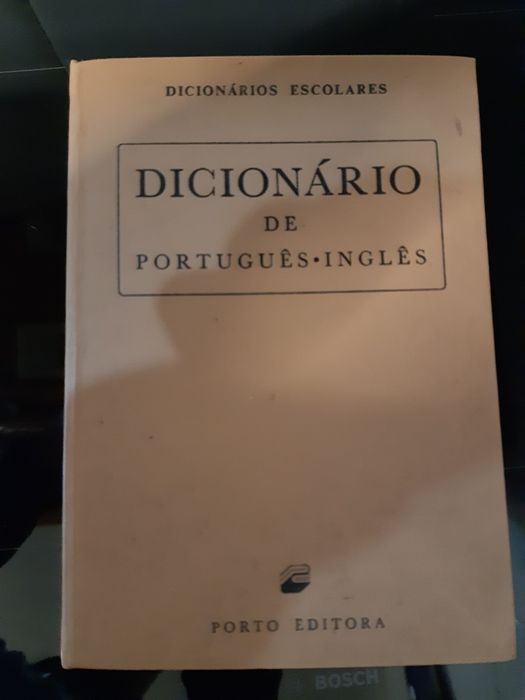 DICIONÁRIOS ESCOLARES
DICIONÁRIO
DE
PORTUGUÊS•INGLÊS
PORTO EDITORA
BOSCH